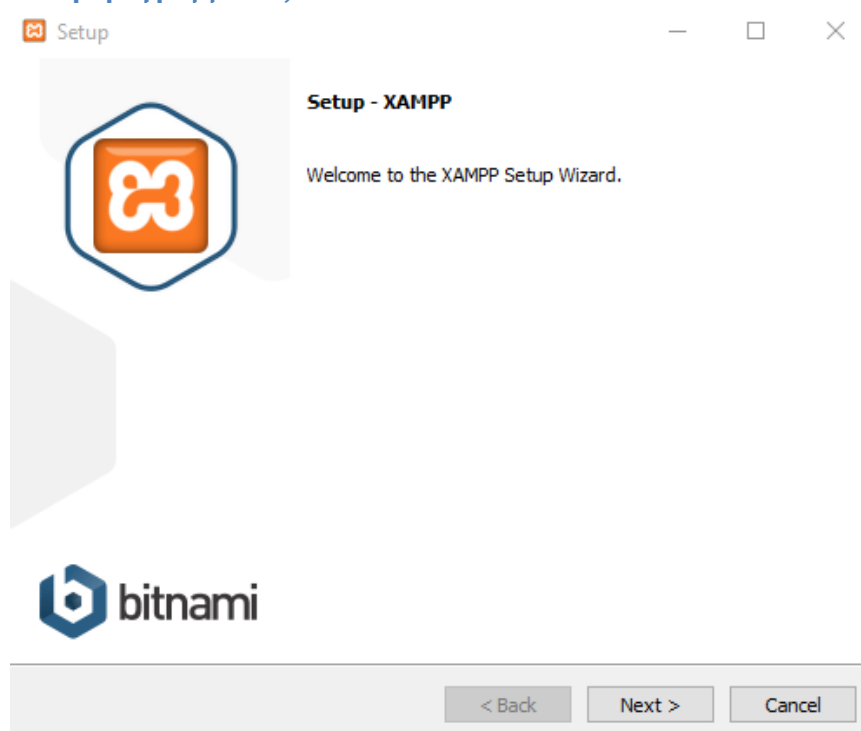 Setup
Setup - XAMPP
Welcome to the XAMPP Setup Wizard.
bitnami
< Back
Next >
Cancel